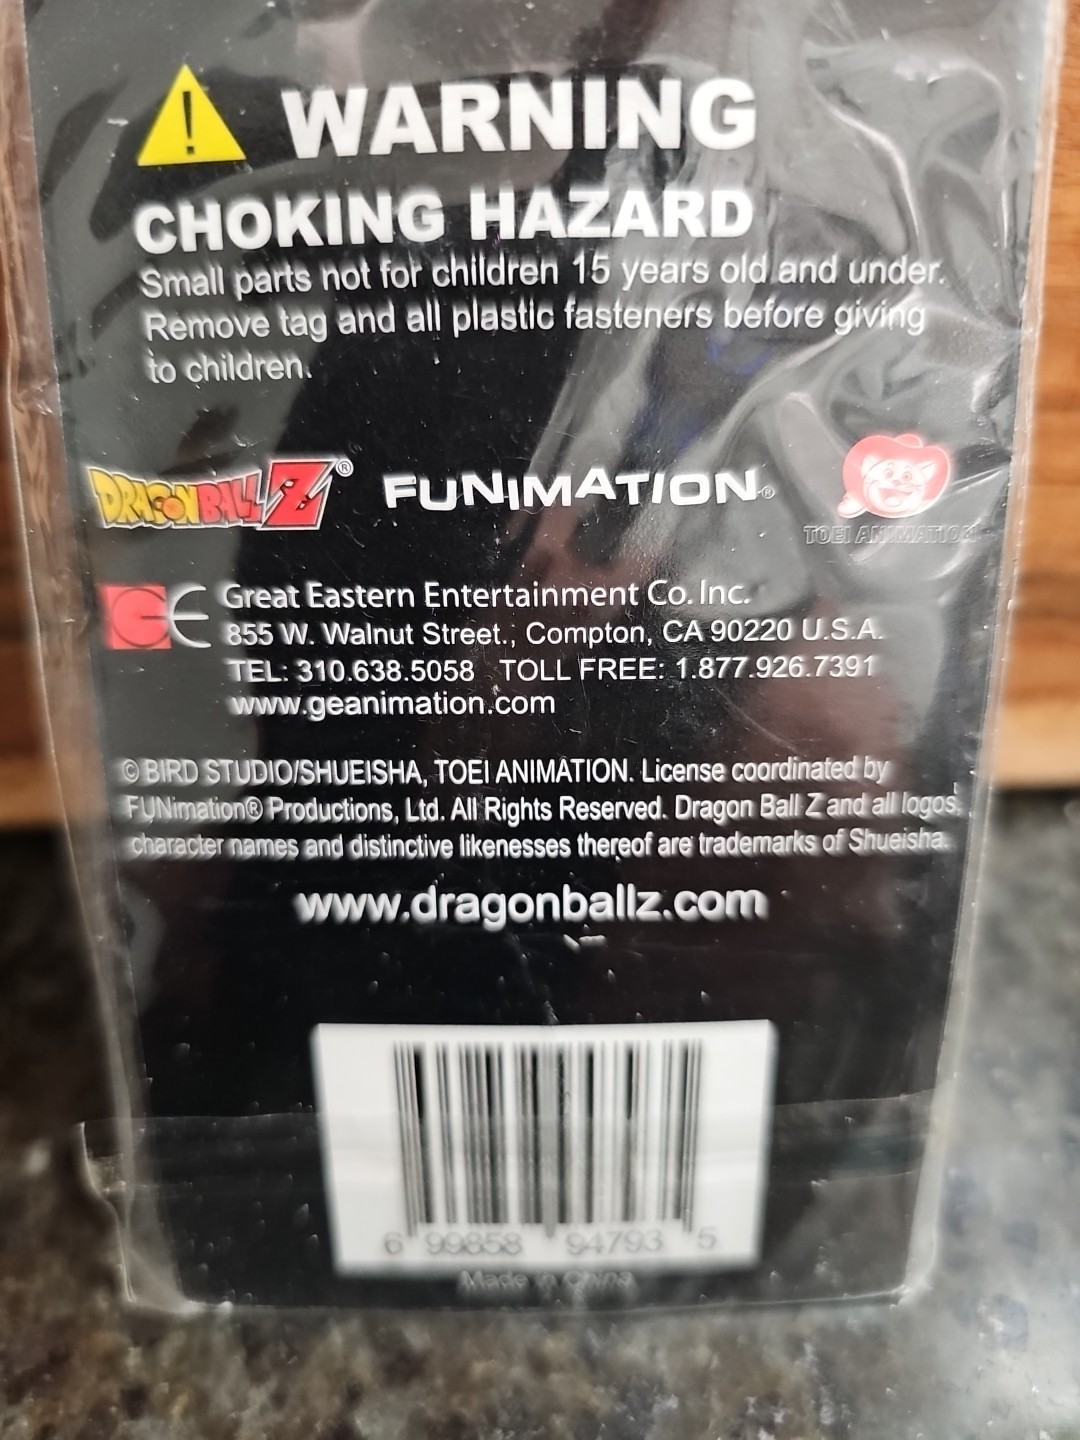 WARNING
CHOKING HAZARD
Small parts not for children 15 years old and under.
Remove tag and all plastic fasteners before giving
to children.
DRAGONBALL Z® FUNIMATION® TOEI ANIMATION
GE Great Eastern Entertainment Co. Inc.
855 W. Walnut Street., Compton, CA 90220 U.S.A.
TEL: 310.638.5058 TOLL FREE: 1.877.926.7391
www.geanimation.com
© BIRD STUDIO/SHUEISHA, TOEI ANIMATION. License coordinated by
FUNimation® Productions, Ltd. All Rights Reserved. Dragon Ball Z and all logos,
character names and distinctive likenesses thereof are trademarks of Shueisha.
www.dragonballz.com
6 99858 94793 5
Made in China